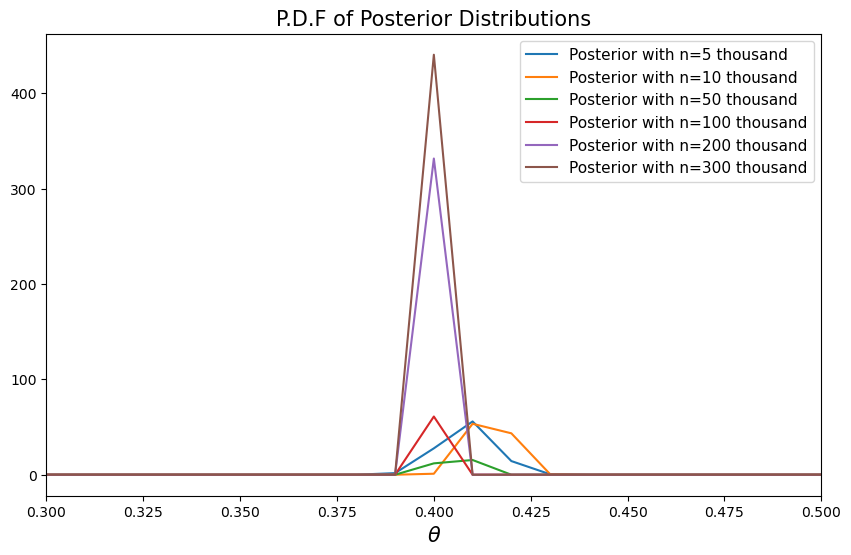 P.D.F of Posterior Distributions
Posterior with n=5 thousand
Posterior with n=10 thousand
Posterior with n=50 thousand
Posterior with n=100 thousand
Posterior with n=200 thousand
Posterior with n=300 thousand
400
300
200
100
0
0.300 0.325 0.350 0.375 0.400 0.425 0.450 0.475 0.500
θ